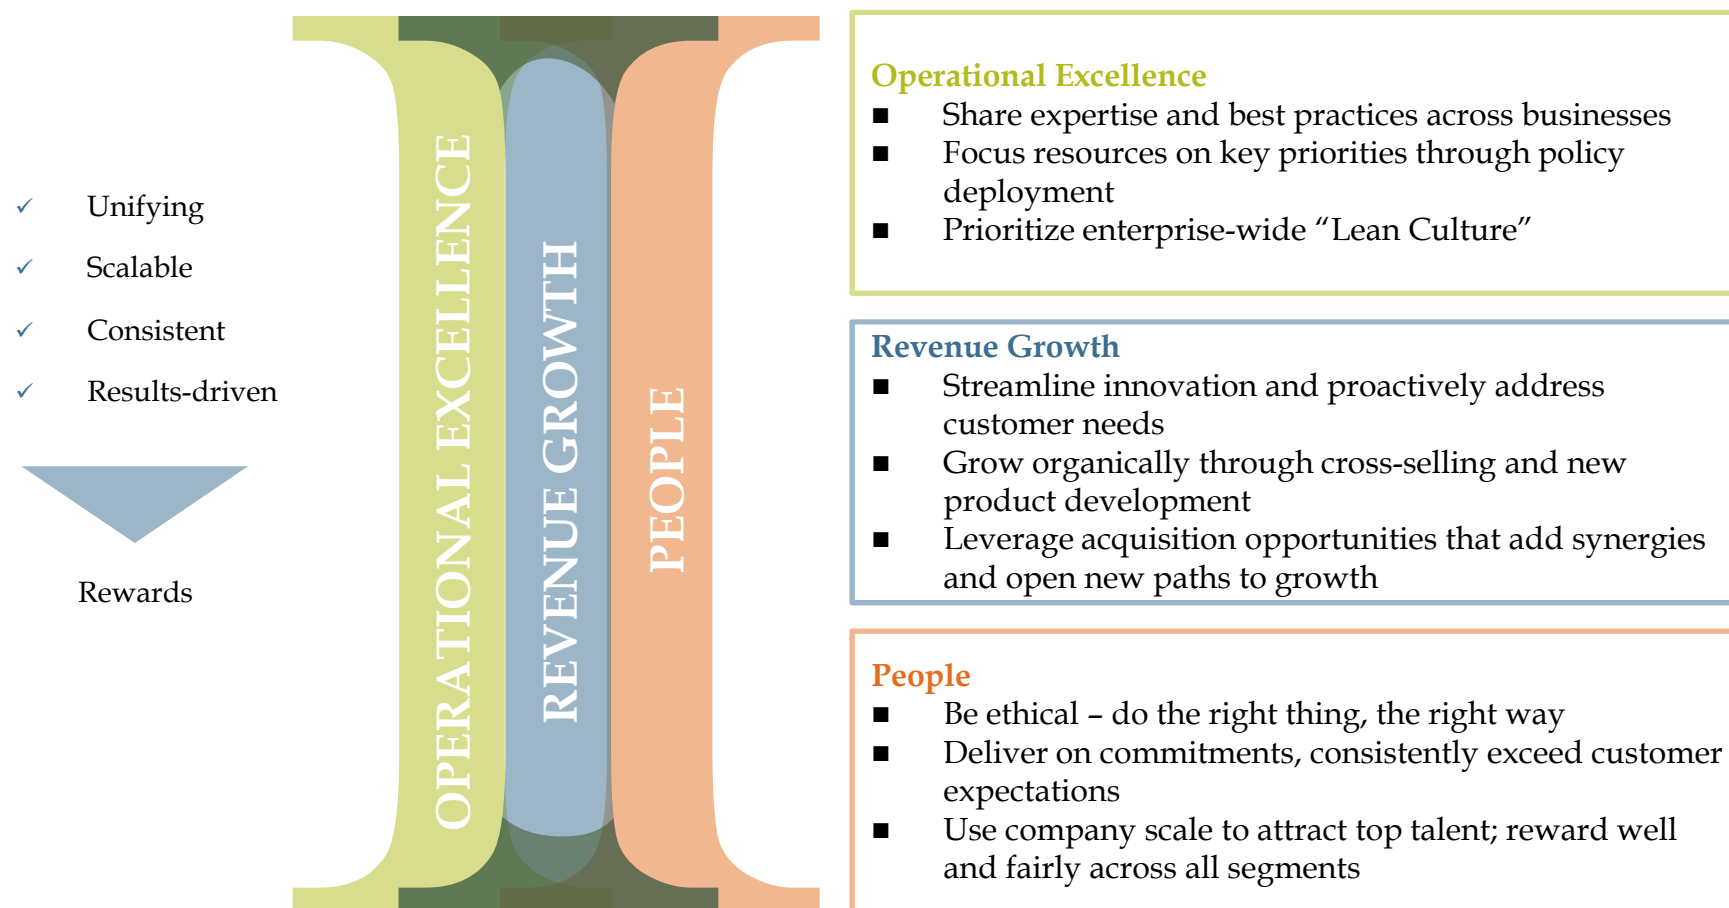 ✓ Unifying
✓ Scalable
✓ Consistent
✓ Results-driven
Rewards
OPERATIONAL EXCELLENCE
REVENUE GROWTH
PEOPLE
Operational Excellence
■ Share expertise and best practices across businesses
■ Focus resources on key priorities through policy
deployment
■ Prioritize enterprise-wide “Lean Culture”
Revenue Growth
■ Streamline innovation and proactively address
customer needs
■ Grow organically through cross-selling and new
product development
■ Leverage acquisition opportunities that add synergies
and open new paths to growth
People
■ Be ethical – do the right thing, the right way
■ Deliver on commitments, consistently exceed customer
expectations
■ Use company scale to attract top talent; reward well
and fairly across all segments